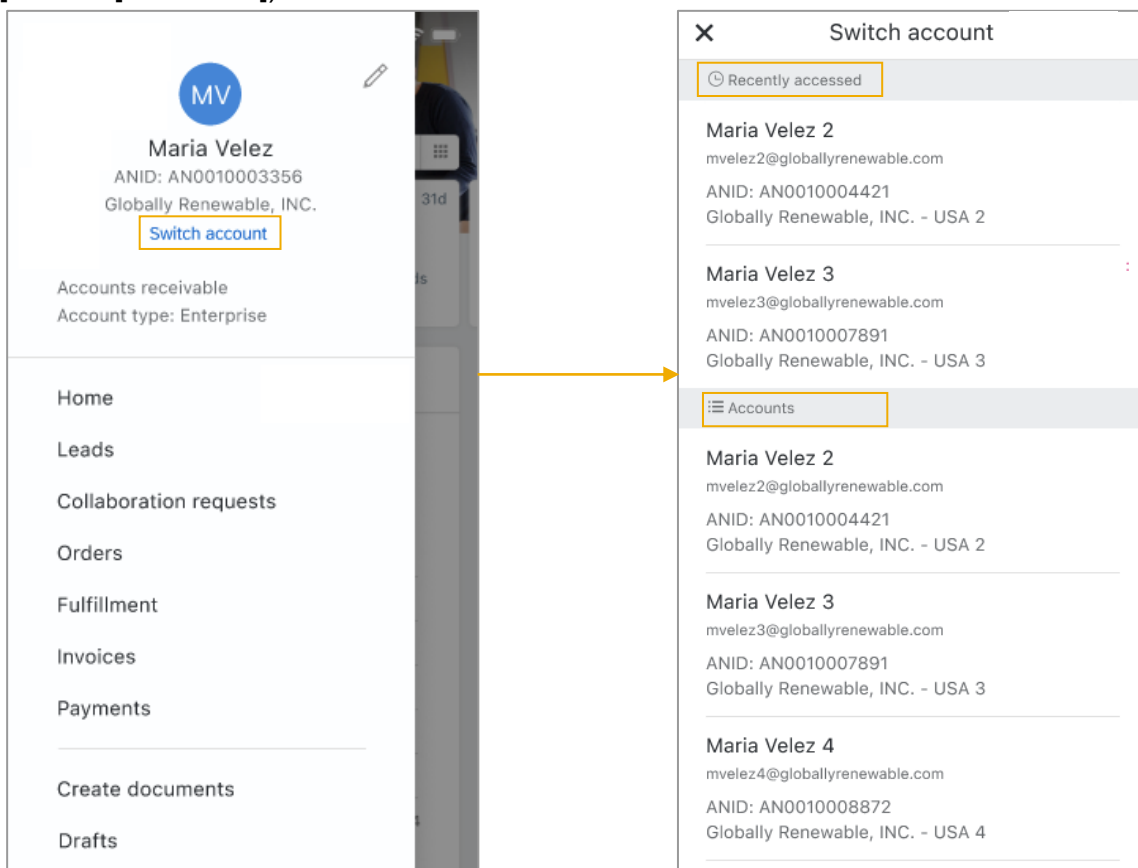 MV
Maria Velez
ANID: AN0010003356
Globally Renewable, INC.
Switch account
Accounts receivable
Account type: Enterprise
Home
Leads
Collaboration requests
Orders
Fulfillment
Invoices
Payments
Create documents
Drafts
31d
Switch account
Recently accessed
Maria Velez 2
mvelez2@globallyrenewable.com
ANID: AN0010004421
Globally Renewable, INC. - USA 2
Maria Velez 3
mvelez3@globallyrenewable.com
ANID: AN0010007891
Globally Renewable, INC. - USA 3
Accounts
Maria Velez 2
mvelez2@globallyrenewable.com
ANID: AN0010004421
Globally Renewable, INC. - USA 2
Maria Velez 3
mvelez3@globallyrenewable.com
ANID: AN0010007891
Globally Renewable, INC. - USA 3
Maria Velez 4
mvelez4@globallyrenewable.com
ANID: AN0010008872
Globally Renewable, INC. - USA 4